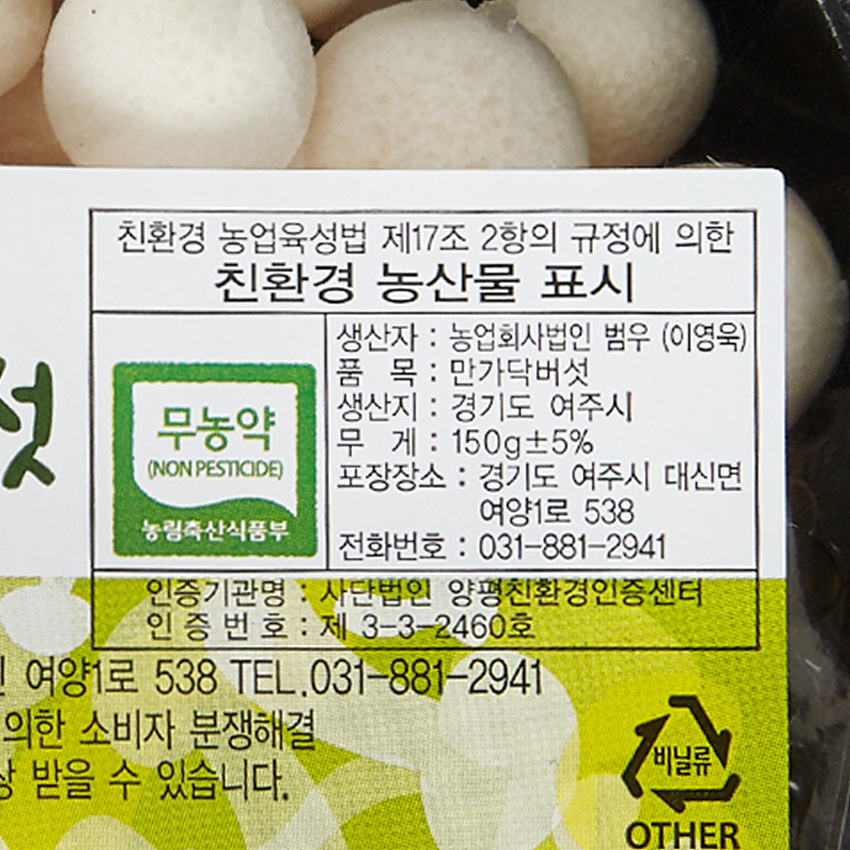 친환경 농업육성법 제17조 2항의 규정에 의한
친환경 농산물 표시
생산자 : 농업회사법인 범우 (이영욱)
품 목 : 만가닥버섯
생산지 : 경기도 여주시
무 게 : 150g±5%
포장장소 : 경기도 여주시 대신면
여양1로 538
전화번호 : 031-881-2941
무농약
(NON PESTICIDE)
농림축산식품부
섯
인증기관명 : 사단법인 양평친환경인증센터
인증번호 : 제 3-3-2460호
여양1로 538 TEL.031-881-2941
의한 소비자 분쟁해결
받을 수 있습니다.
비닐류
OTHER